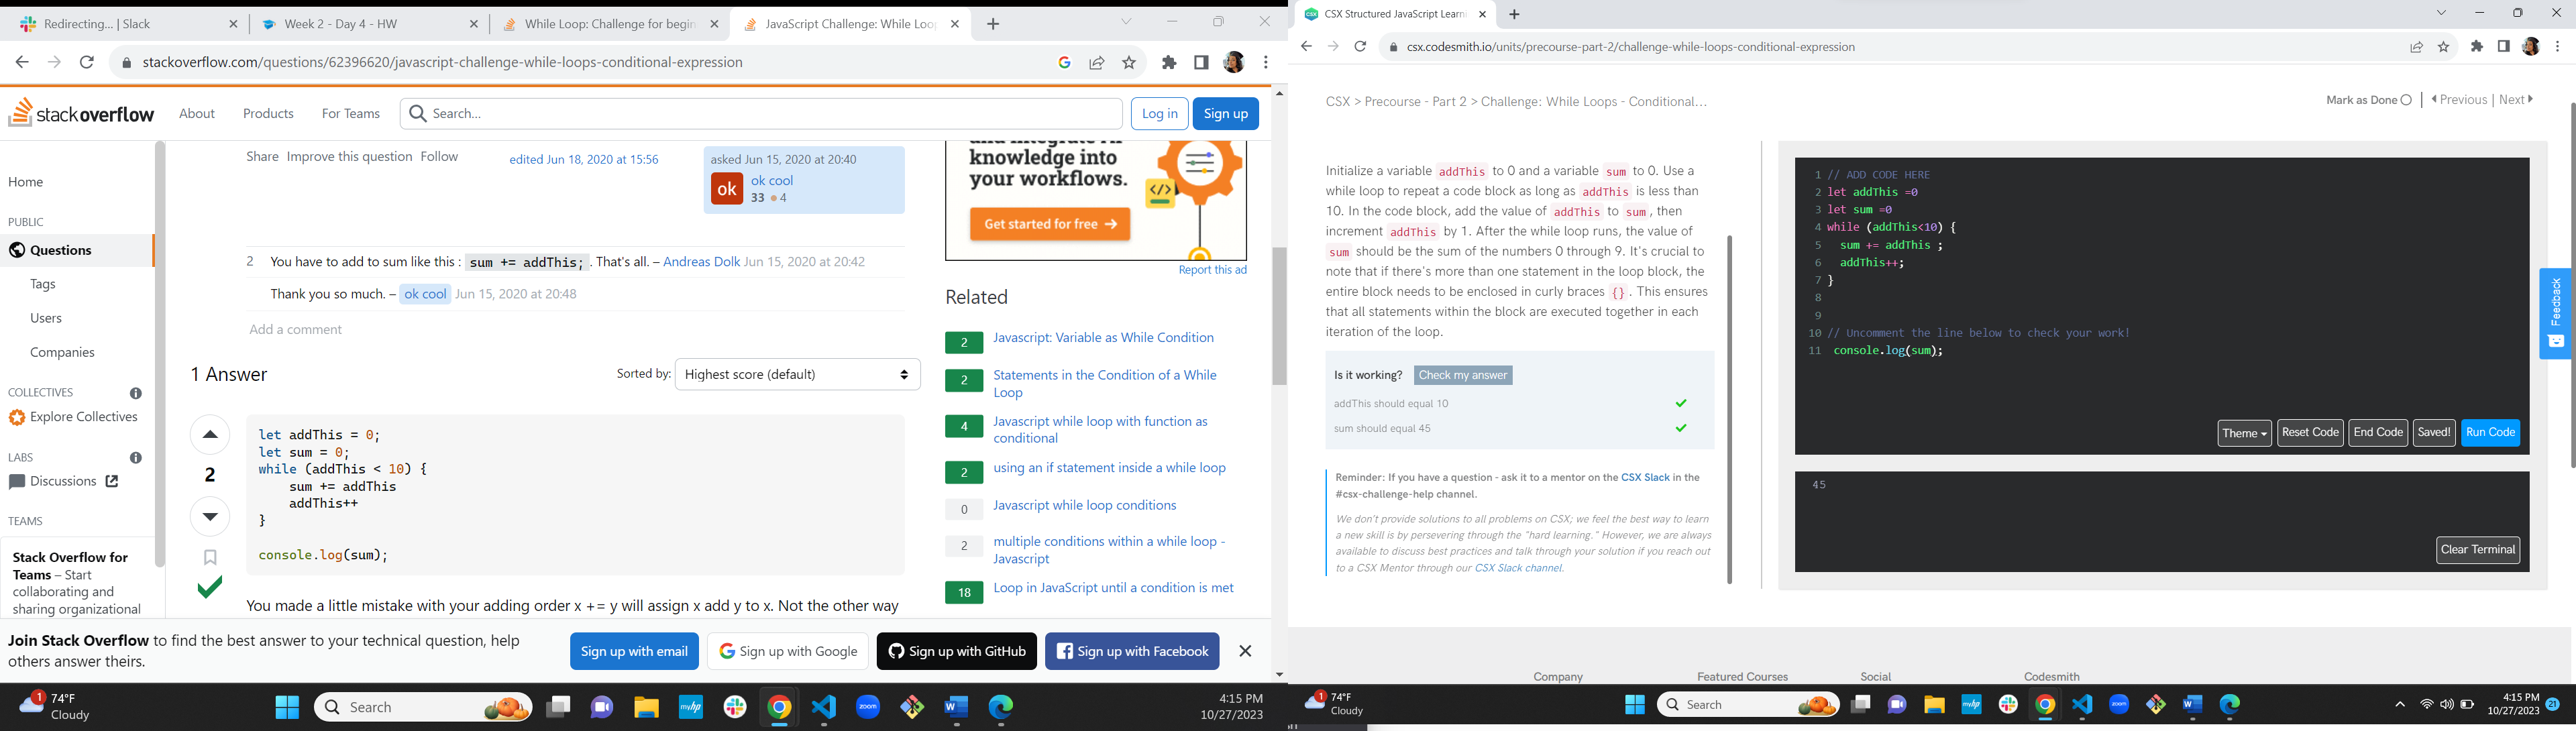 Redirecting... | Slack
Week 2 - Day 4 - HW
While Loop: Challenge for begin
JavaScript Challenge: While Loo
stackoverflow.com/questions/62396620/javascript-challenge-while-loops-conditional-expression
stackoverflow
About
Products
For Teams
Search...
Log in
Sign up
Home
PUBLIC
Questions
Tags
Users
Companies
COLLECTIVES
Explore Collectives
LABS
Discussions
TEAMS
Stack Overflow for
Teams – Start
collaborating and
sharing organizational
Share Improve this question Follow
edited Jun 18, 2020 at 15:56
asked Jun 15, 2020 at 20:40
ok
ok cool
33 4
2 You have to add to sum like this : sum += addThis; . That's all. – Andreas Dolk Jun 15, 2020 at 20:42
Thank you so much. – ok cool Jun 15, 2020 at 20:48
Add a comment
1 Answer
Sorted by:
Highest score (default)
2
let addThis = 0;
let sum = 0;
while (addThis < 10) {
sum += addThis
addThis++
}
console.log(sum);
You made a little mistake with your adding order x += y will assign x add y to x. Not the other way
knowledge into
your workflows.
Get started for free →
Report this ad
Related
2 Javascript: Variable as While Condition
2 Statements in the Condition of a While
Loop
4 Javascript while loop with function as
conditional
2 using an if statement inside a while loop
0 Javascript while loop conditions
2 multiple conditions within a while loop -
Javascript
18 Loop in JavaScript until a condition is met
Join Stack Overflow to find the best answer to your technical question, help
others answer theirs.
Sign up with email
Sign up with Google
Sign up with GitHub
Sign up with Facebook
1
74°F
Cloudy
Search
myhp
zoom
W
4:15 PM
10/27/2023
CSX Structured JavaScript Learn
csx.codesmith.io/units/precourse-part-2/challenge-while-loops-conditional-expression
CSX > Precourse - Part 2 > Challenge: While Loops - Conditional...
Mark as Done
Previous | Next
Initialize a variable addThis to 0 and a variable sum to 0. Use a
while loop to repeat a code block as long as addThis is less than
10. In the code block, add the value of addThis to sum , then
increment addThis by 1. After the while loop runs, the value of
sum should be the sum of the numbers 0 through 9. It's crucial to
note that if there's more than one statement in the loop block, the
entire block needs to be enclosed in curly braces {} . This ensures
that all statements within the block are executed together in each
iteration of the loop.
Is it working? Check my answer
addThis should equal 10
sum should equal 45
Reminder: If you have a question - ask it to a mentor on the CSX Slack in the
#csx-challenge-help channel.
We don't provide solutions to all problems on CSX; we feel the best way to learn
a new skill is by persevering through the "hard learning." However, we are always
available to discuss best practices and talk through your solution if you reach out
to a CSX Mentor through our CSX Slack channel.
1 // ADD CODE HERE
2 let addThis =0
3 let sum =0
4 while (addThis<10) {
5 sum += addThis ;
6 addThis++;
7 }
8
9
10 // Uncomment the line below to check your work!
11 console.log(sum);
Theme
Reset Code
End Code
Saved!
Run Code
45
Clear Terminal
Feedback
Company
Featured Courses
Social
Codesmith
1
74°F
Cloudy
Search
myhp
zoom
W
4:15 PM
10/27/2023
21